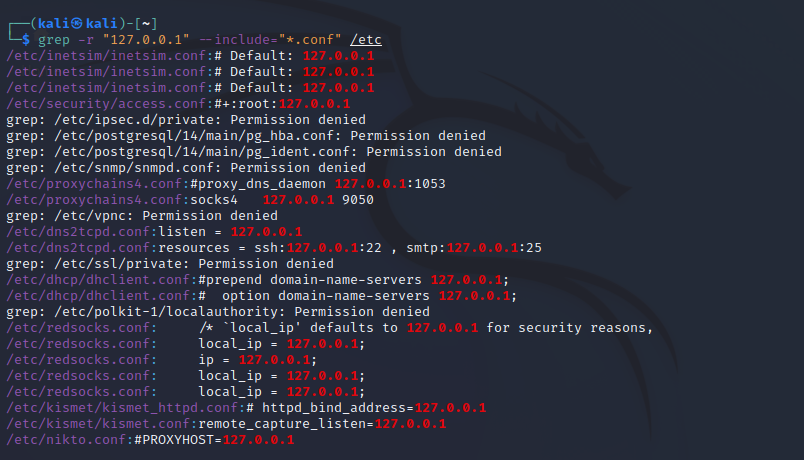 ┌──(kali㉿kali)-[~]
└─$ grep -r "127.0.0.1" --include="*.conf" /etc
/etc/inetsim/inetsim.conf:# Default: 127.0.0.1
/etc/inetsim/inetsim.conf:# Default: 127.0.0.1
/etc/inetsim/inetsim.conf:# Default: 127.0.0.1
/etc/security/access.conf:#+:root:127.0.0.1
grep: /etc/ipsec.d/private: Permission denied
grep: /etc/postgresql/14/main/pg_hba.conf: Permission denied
grep: /etc/postgresql/14/main/pg_ident.conf: Permission denied
grep: /etc/snmp/snmpd.conf: Permission denied
/etc/proxychains4.conf:#proxy_dns_daemon 127.0.0.1:1053
/etc/proxychains4.conf:socks4   127.0.0.1 9050
grep: /etc/vpnc: Permission denied
/etc/dns2tcpd.conf:listen = 127.0.0.1
/etc/dns2tcpd.conf:resources = ssh:127.0.0.1:22 , smtp:127.0.0.1:25
grep: /etc/ssl/private: Permission denied
/etc/dhcp/dhclient.conf:#prepend domain-name-servers 127.0.0.1;
/etc/dhcp/dhclient.conf:#  option domain-name-servers 127.0.0.1;
grep: /etc/polkit-1/localauthority: Permission denied
/etc/redsocks.conf:     /* `local_ip' defaults to 127.0.0.1 for security reasons,
/etc/redsocks.conf:     local_ip = 127.0.0.1;
/etc/redsocks.conf:     ip = 127.0.0.1;
/etc/redsocks.conf:     local_ip = 127.0.0.1;
/etc/redsocks.conf:     local_ip = 127.0.0.1;
/etc/kismet/kismet_httpd.conf:# httpd_bind_address=127.0.0.1
/etc/kismet/kismet.conf:remote_capture_listen=127.0.0.1
/etc/nikto.conf:#PROXYHOST=127.0.0.1